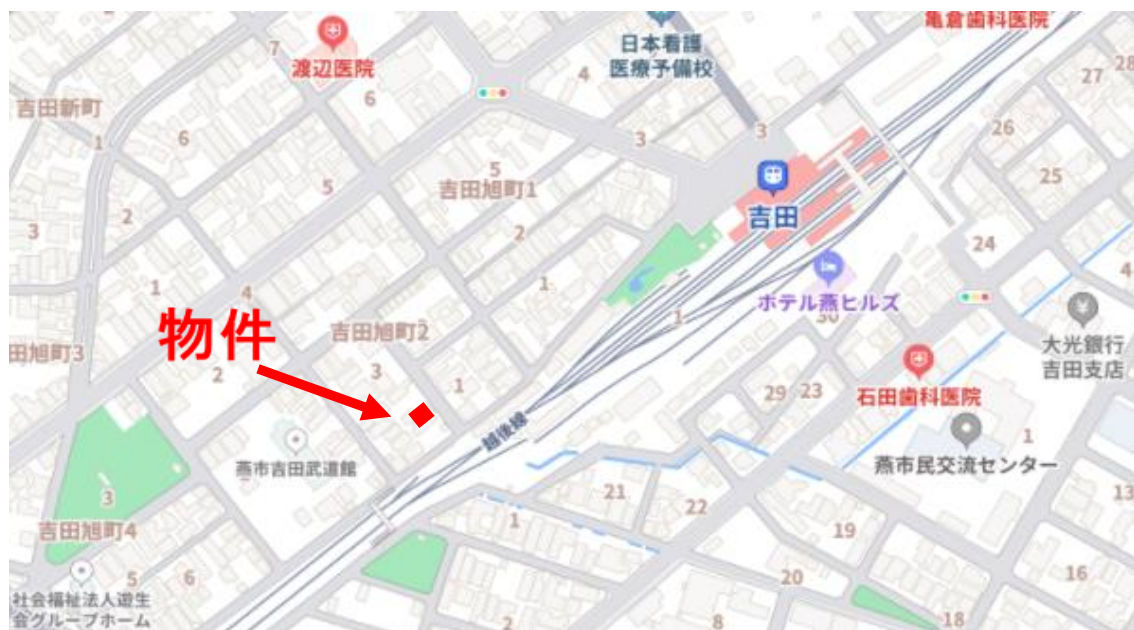 亀倉歯科医院
日本看護
医療予備校
渡辺医院
7
4
6
27
28
吉田新町
1
6
3
3
26
5
5
吉田旭町1
25
2
吉田
3
2
24
4
1
1
ホテル燕ヒルズ
30
1
4
物件
吉田旭町2
大光銀行
吉田支店
田旭町3
2
3
1
29
23
石田歯科医院
越後線
1
燕市吉田武道館
燕市民交流センター
3
21
22
13
吉田旭町4
1
19
5
6
20
16
社会福祉法人遊生
会グループホーム
2
8
18